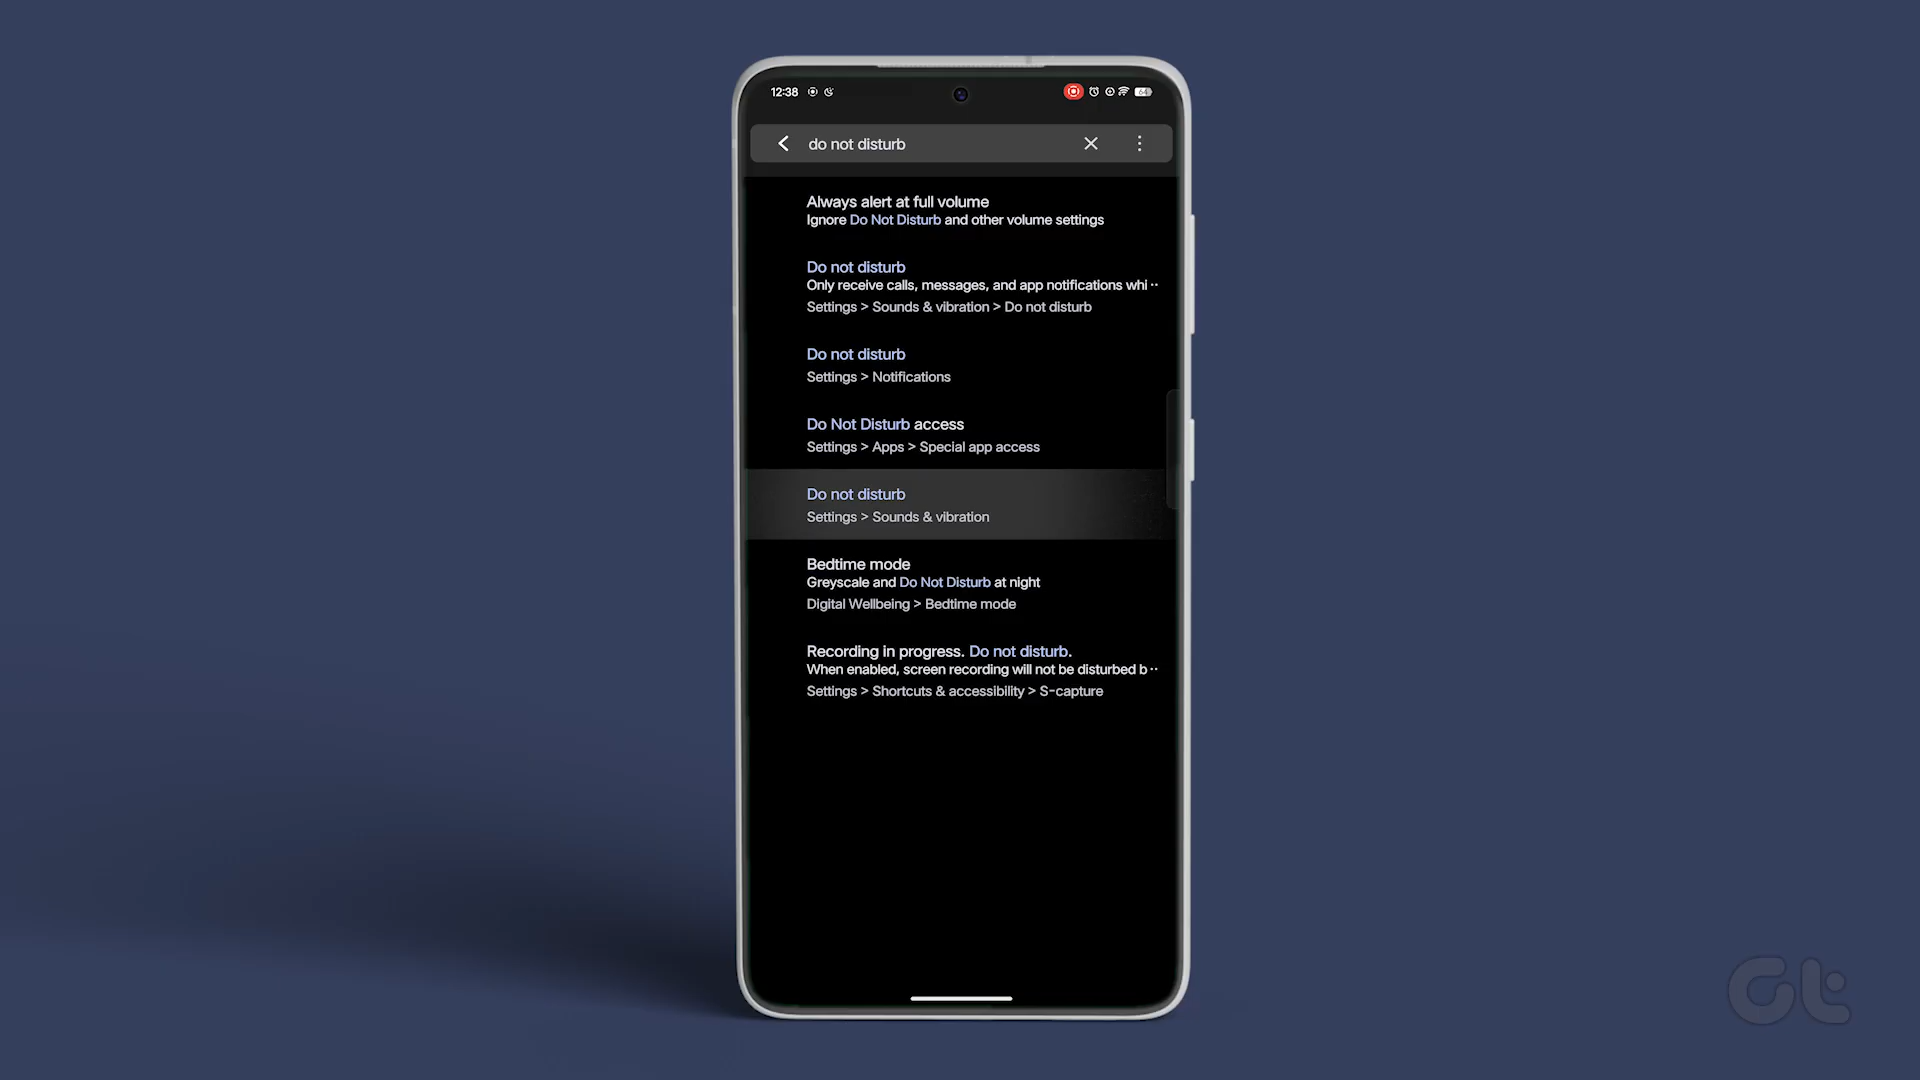 12:38
64
do not disturb
Always alert at full volume
Ignore Do Not Disturb and other volume settings
Do not disturb
Only receive calls, messages, and app notifications whi··
Settings > Sounds & vibration > Do not disturb
Do not disturb
Settings > Notifications
Do Not Disturb access
Settings > Apps > Special app access
Do not disturb
Settings > Sounds & vibration
Bedtime mode
Greyscale and Do Not Disturb at night
Digital Wellbeing > Bedtime mode
Recording in progress. Do not disturb.
When enabled, screen recording will not be disturbed b··
Settings > Shortcuts & accessibility > S-capture
Gt